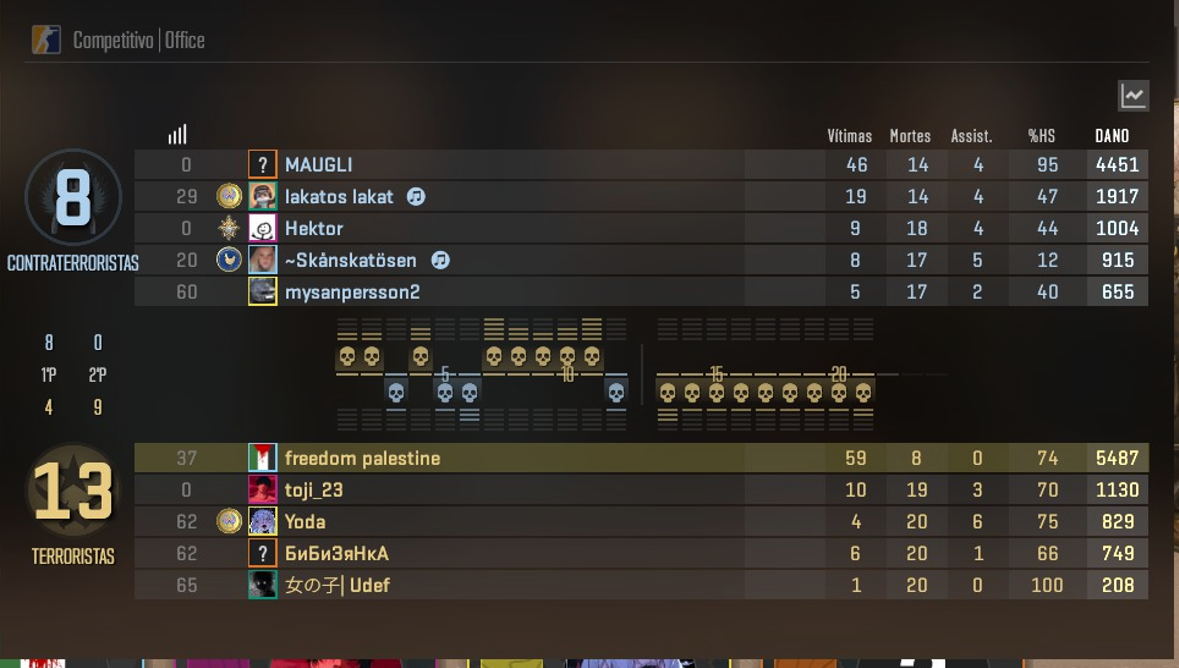 Competitivo | Office
Vítimas Mortes Assist. %HS DANO
0 ? MAUGLI 46 14 4 95 4451
29 lakatos lakat 19 14 4 47 1917
0 Hektor 9 18 4 44 1004
20 ~Skånskatösen 8 17 5 12 915
60 mysanpersson2 5 17 2 40 655
8
CONTRATERRORISTAS
8 0
1ºP 2ºP
4 9
5 10 15 20
37 freedom palestine 59 8 0 74 5487
0 toji_23 10 19 3 70 1130
62 Yoda 4 20 6 75 829
62 ? БиБиЗяНкА 6 20 1 66 749
65 女の子| Udef 1 20 0 100 208
13
TERRORISTAS